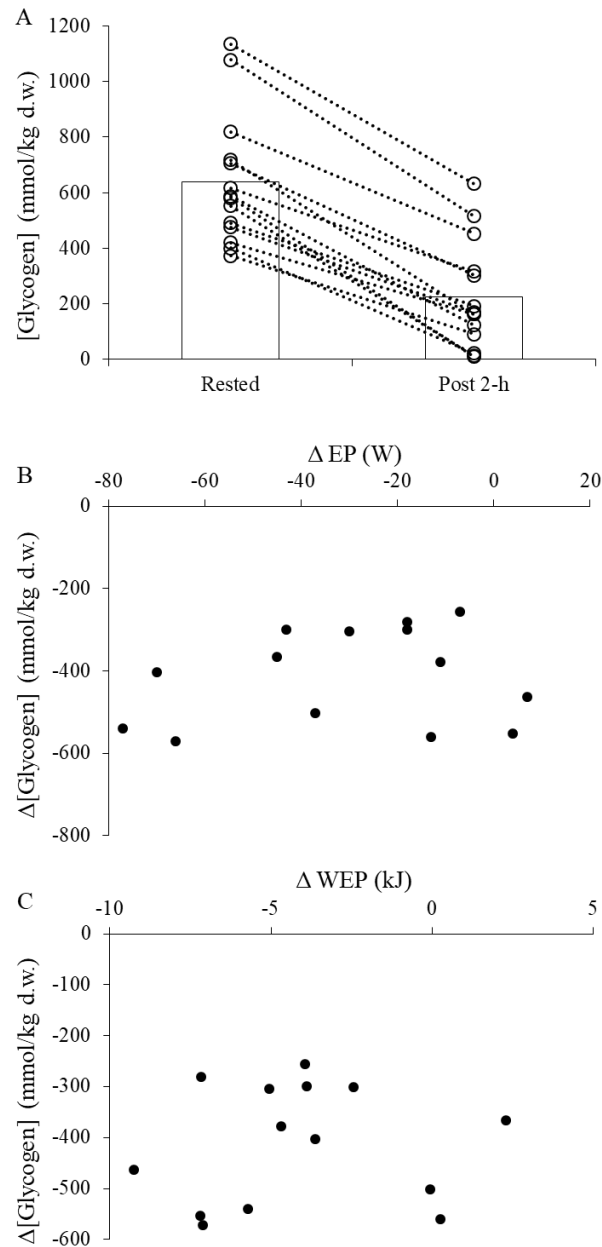 A
[Glycogen] (mmol/kg d.w.)
1200
1000
800
600
400
200
0
Rested Post 2-h
B
Δ EP (W)
-80 -60 -40 -20 0 20
Δ[Glycogen] (mmol/kg d.w.)
0
-200
-400
-600
-800
C
Δ WEP (kJ)
-10 -5 0 5
Δ[Glycogen] (mmol/kg d.w.)
0
-100
-200
-300
-400
-500
-600